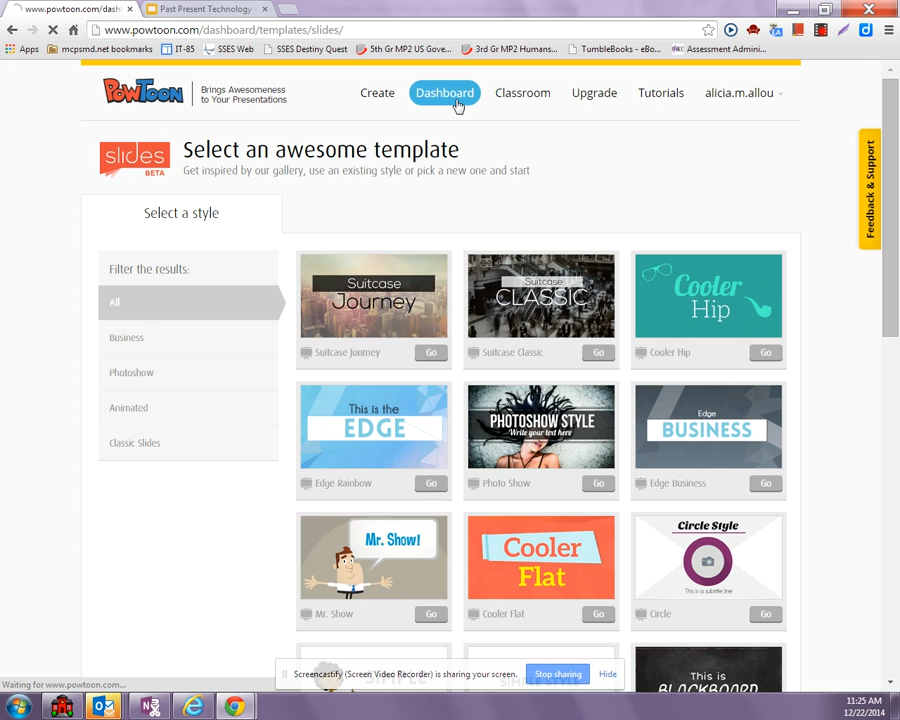 www.powtoon.com/dashl
Past Present Technology -
www.powtoon.com/dashboard/templates/slides/
Apps
mcpsmd.net bookmarks
IT-85
SSES Web
SSES Destiny Quest
5th Gr MP2 US Gove...
3rd Gr MP2 Humans...
TumbleBooks - eBo...
Assessment Admini...
POWTOON
Brings Awesomeness
to Your Presentations
Create
Dashboard
Classroom
Upgrade
Tutorials
alicia.m.allou
slides
BETA
Select an awesome template
Get inspired by our gallery, use an existing style or pick a new one and start
Feedback & Support
Select a style
Filter the results:
All
Business
Photoshow
Animated
Classic Slides
Suitcase
Journey
Suitcase
CLASSIC
Cooler
Hip
Suitcase Journey
Go
Suitcase Classic
Go
Cooler Hip
Go
This is the
EDGE
PHOTOSHOW STYLE
Write your text here
Edge
BUSINESS
Edge Rainbow
Go
Photo Show
Go
Edge Business
Go
Mr. Show!
Cooler
Flat
Circle Style
This is a subtitle line
Mr. Show
Go
Cooler Flat
Go
Circle
Go
This is
BLACKBOARD
Screencastify (Screen Video Recorder) is sharing your screen.
Stop sharing
Hide
Waiting for www.powtoon.com...
11:25 AM
12/22/2014